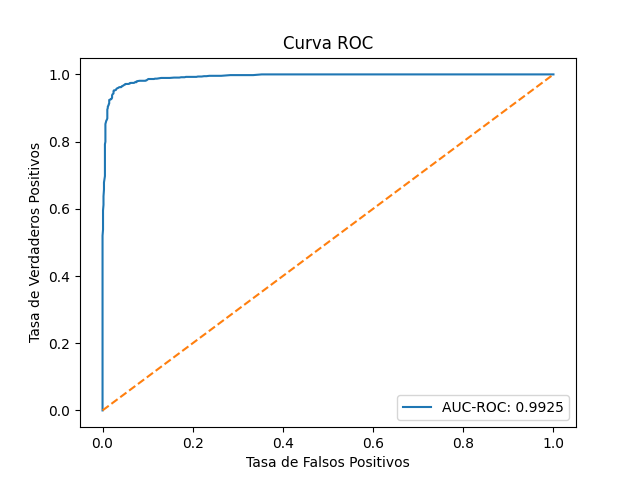 Curva ROC
Tasa de Verdaderos Positivos
1.0
0.8
0.6
0.4
0.2
0.0
0.0 0.2 0.4 0.6 0.8 1.0
Tasa de Falsos Positivos
AUC-ROC: 0.9925